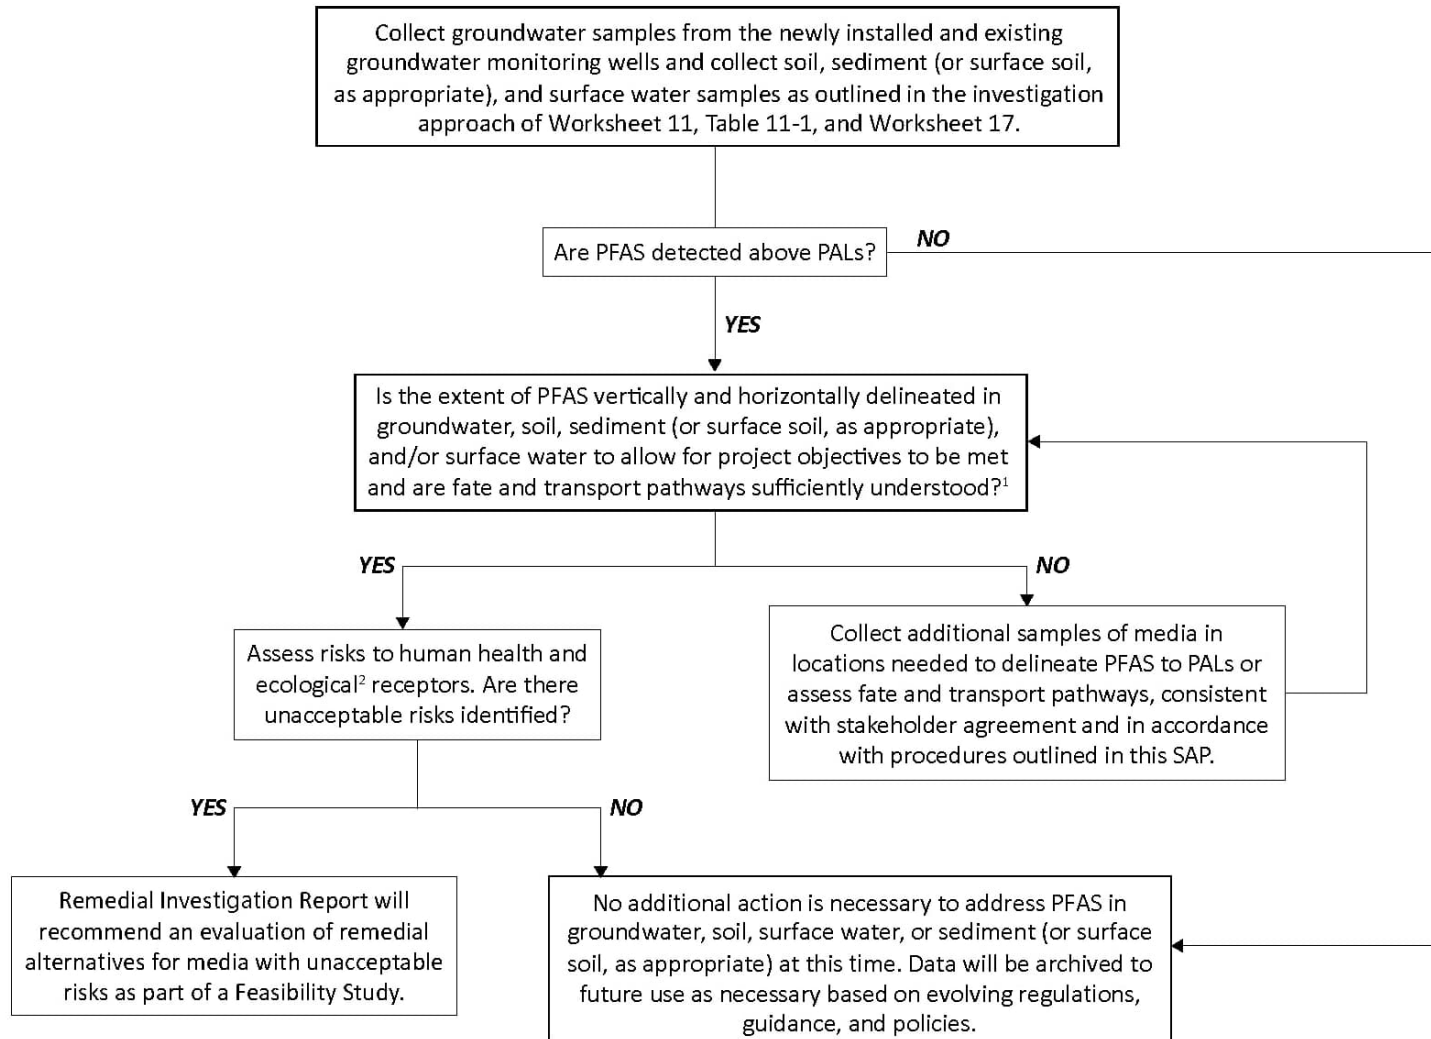 Collect groundwater samples from the newly installed and existing
groundwater monitoring wells and collect soil, sediment (or surface soil,
as appropriate), and surface water samples as outlined in the investigation
approach of Worksheet 11, Table 11-1, and Worksheet 17.
Are PFAS detected above PALs?
NO
YES
Is the extent of PFAS vertically and horizontally delineated in
groundwater, soil, sediment (or surface soil, as appropriate),
and/or surface water to allow for project objectives to be met
and are fate and transport pathways sufficiently understood?¹
YES
NO
Assess risks to human health and
ecological² receptors. Are there
unacceptable risks identified?
Collect additional samples of media in
locations needed to delineate PFAS to PALs or
assess fate and transport pathways, consistent
with stakeholder agreement and in accordance
with procedures outlined in this SAP.
YES
NO
Remedial Investigation Report will
recommend an evaluation of remedial
alternatives for media with unacceptable
risks as part of a Feasibility Study.
No additional action is necessary to address PFAS in
groundwater, soil, surface water, or sediment (or surface
soil, as appropriate) at this time. Data will be archived to
future use as necessary based on evolving regulations,
guidance, and policies.